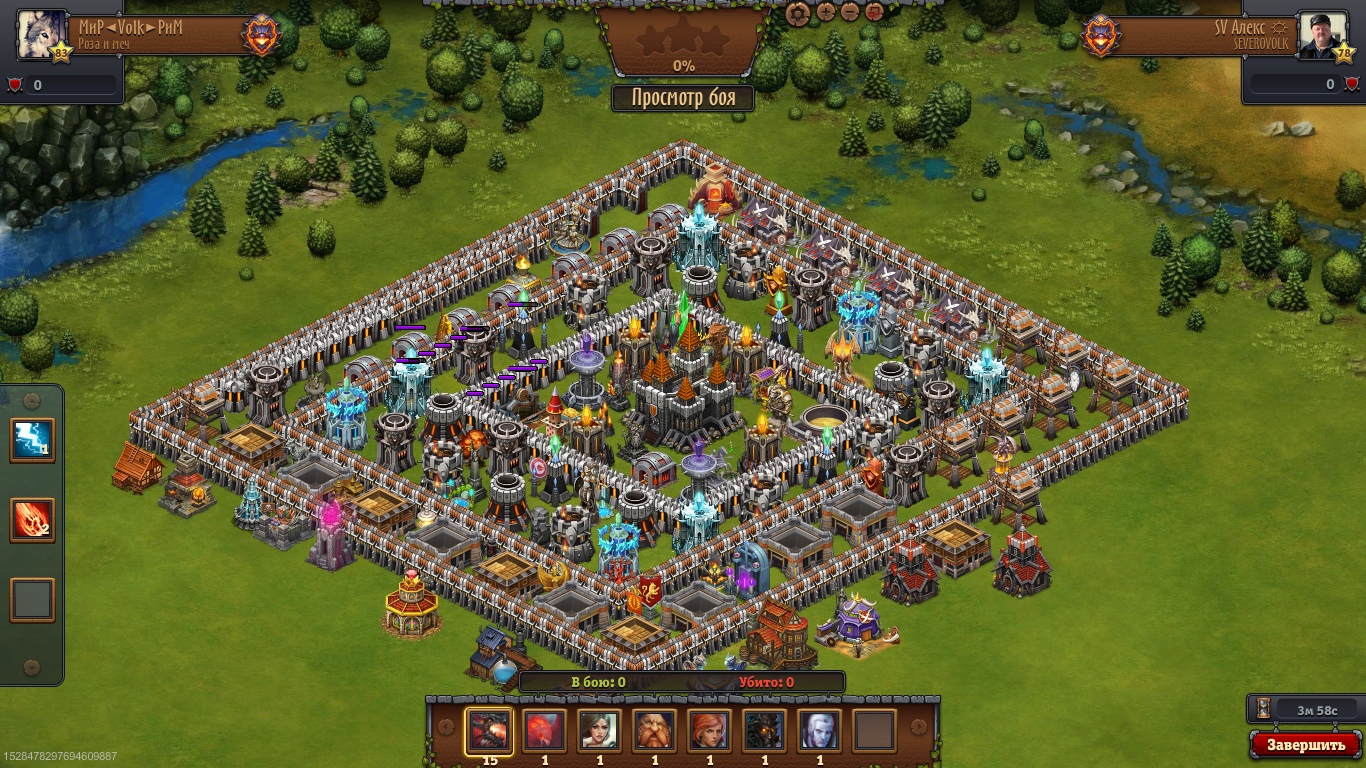 МиР◄Volk►РиМ
83
Роза и меч
0
0%
Просмотр боя
SV Алекс
SEVEROVOLK
78
0
1
2
В бою: 0
Убито: 0
15
1
1
1
1
1
1
3м 58с
Завершить
1528478297694609887